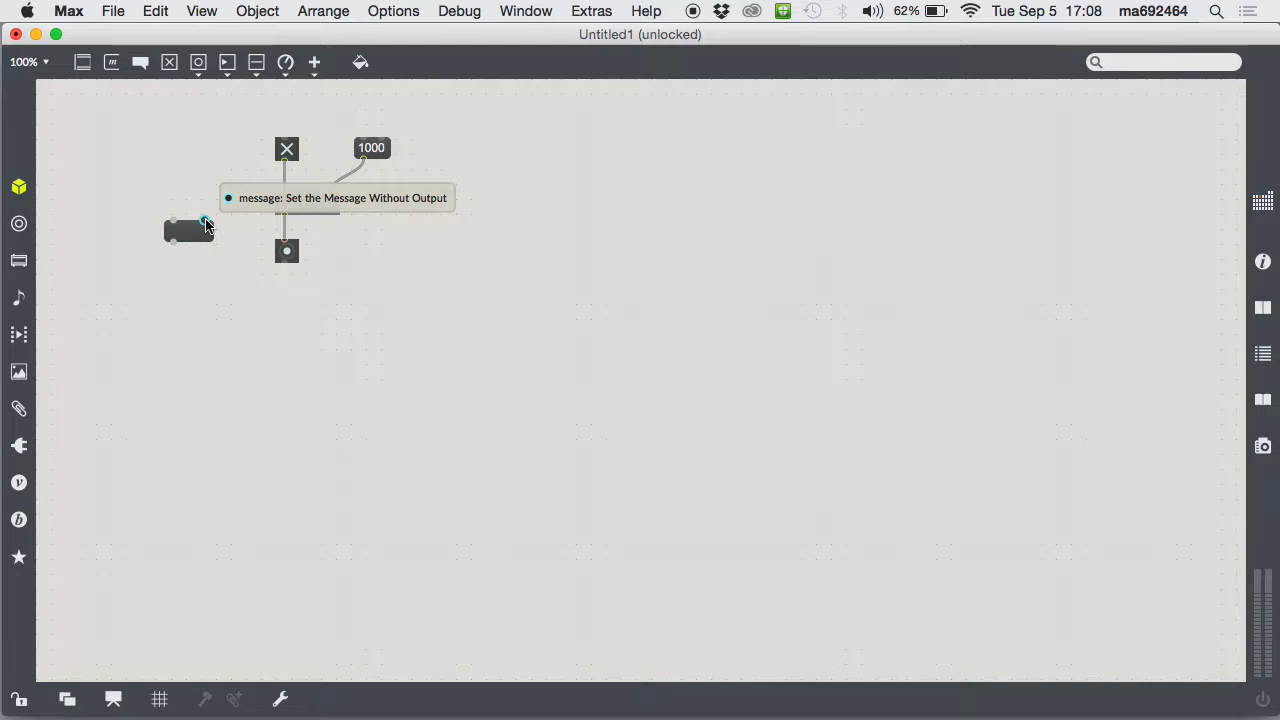 Max File Edit View Object Arrange Options Debug Window Extras Help 62% Tue Sep 5 17:08 ma692464
Untitled1 (unlocked)
100%
m
1000
message: Set the Message Without Output
v
b